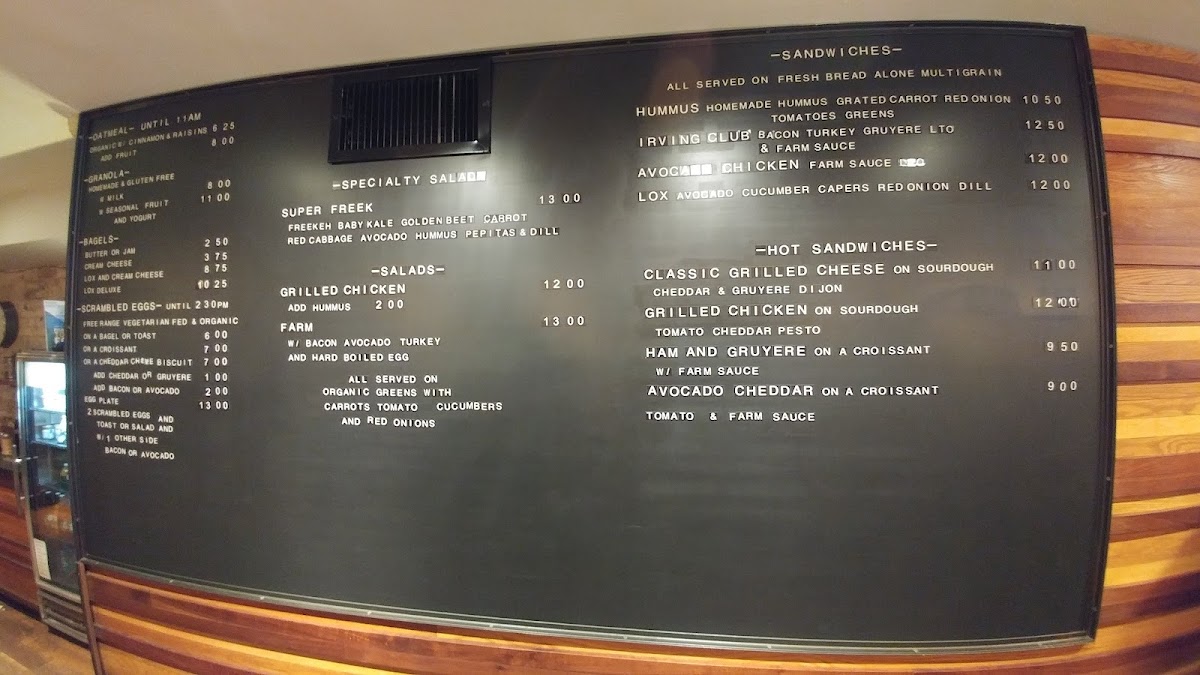 -OATMEAL- UNTIL 11AM
ORGANIC W/ CINNAMON & RAISINS 6 25
ADD FRUIT 8 00
-GRANOLA-
HOMEMADE & GLUTEN FREE
W MILK 8 00
W SEASONAL FRUIT 11 00
AND YOGURT
-BAGELS-
BUTTER OR JAM 2 50
CREAM CHEESE 3 75
LOX AND CREAM CHEESE 8 75
LOX DELUXE 10 25
-SCRAMBLED EGGS- UNTIL 2 30PM
FREE RANGE VEGETARIAN FED & ORGANIC
ON A BAGEL OR TOAST 6 00
OR A CROISSANT 7 00
OR A CHEDDAR CHIVE BISCUIT 7 00
ADD CHEDDAR OR GRUYERE 1 00
ADD BACON OR AVOCADO 2 00
EGG PLATE 13 00
2 SCRAMBLED EGGS AND
TOAST OR SALAD AND
W/ 1 OTHER SIDE
BACON OR AVOCADO
-SPECIALTY SALADS
SUPER FREEK 13 00
FREEKEH BABY KALE GOLDEN BEET CARROT
RED CABBAGE AVOCADO HUMMUS PEPITAS & DILL
-SALADS-
GRILLED CHICKEN 12 00
ADD HUMMUS 2 00
FARM 13 00
W/ BACON AVOCADO TURKEY
AND HARD BOILED EGG
ALL SERVED ON
ORGANIC GREENS WITH
CARROTS TOMATO CUCUMBERS
AND RED ONIONS
-SANDWICHES-
ALL SERVED ON FRESH BREAD ALONE MULTIGRAIN
HUMMUS HOMEMADE HUMMUS GRATED CARROT RED ONION 10 50
TOMATOES GREENS
IRVING CLUB BACON TURKEY GRUYERE LTO 12 50
& FARM SAUCE
AVOCADO CHICKEN FARM SAUCE 12 00
LOX AVOCADO CUCUMBER CAPERS RED ONION DILL 12 00
-HOT SANDWICHES-
CLASSIC GRILLED CHEESE ON SOURDOUGH 11 00
CHEDDAR & GRUYERE DIJON
GRILLED CHICKEN ON SOURDOUGH 12 00
TOMATO CHEDDAR PESTO
HAM AND GRUYERE ON A CROISSANT 9 50
W/ FARM SAUCE
AVOCADO CHEDDAR ON A CROISSANT 9 00
TOMATO & FARM SAUCE